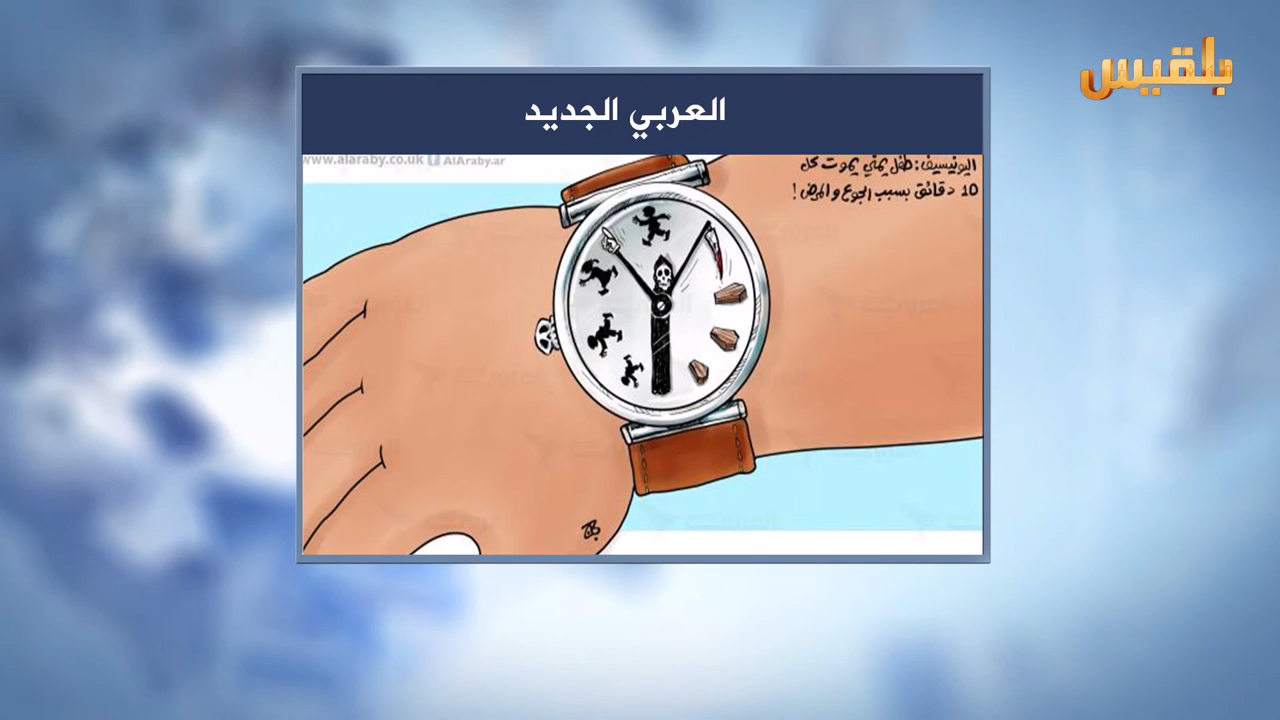 بلقيس
العربي الجديد
www.alaraby.co.uk AlAraby.ar
اليونيسيف: طفل يمني يموت كل
10 دقائق بسبب الجوع والمرض!